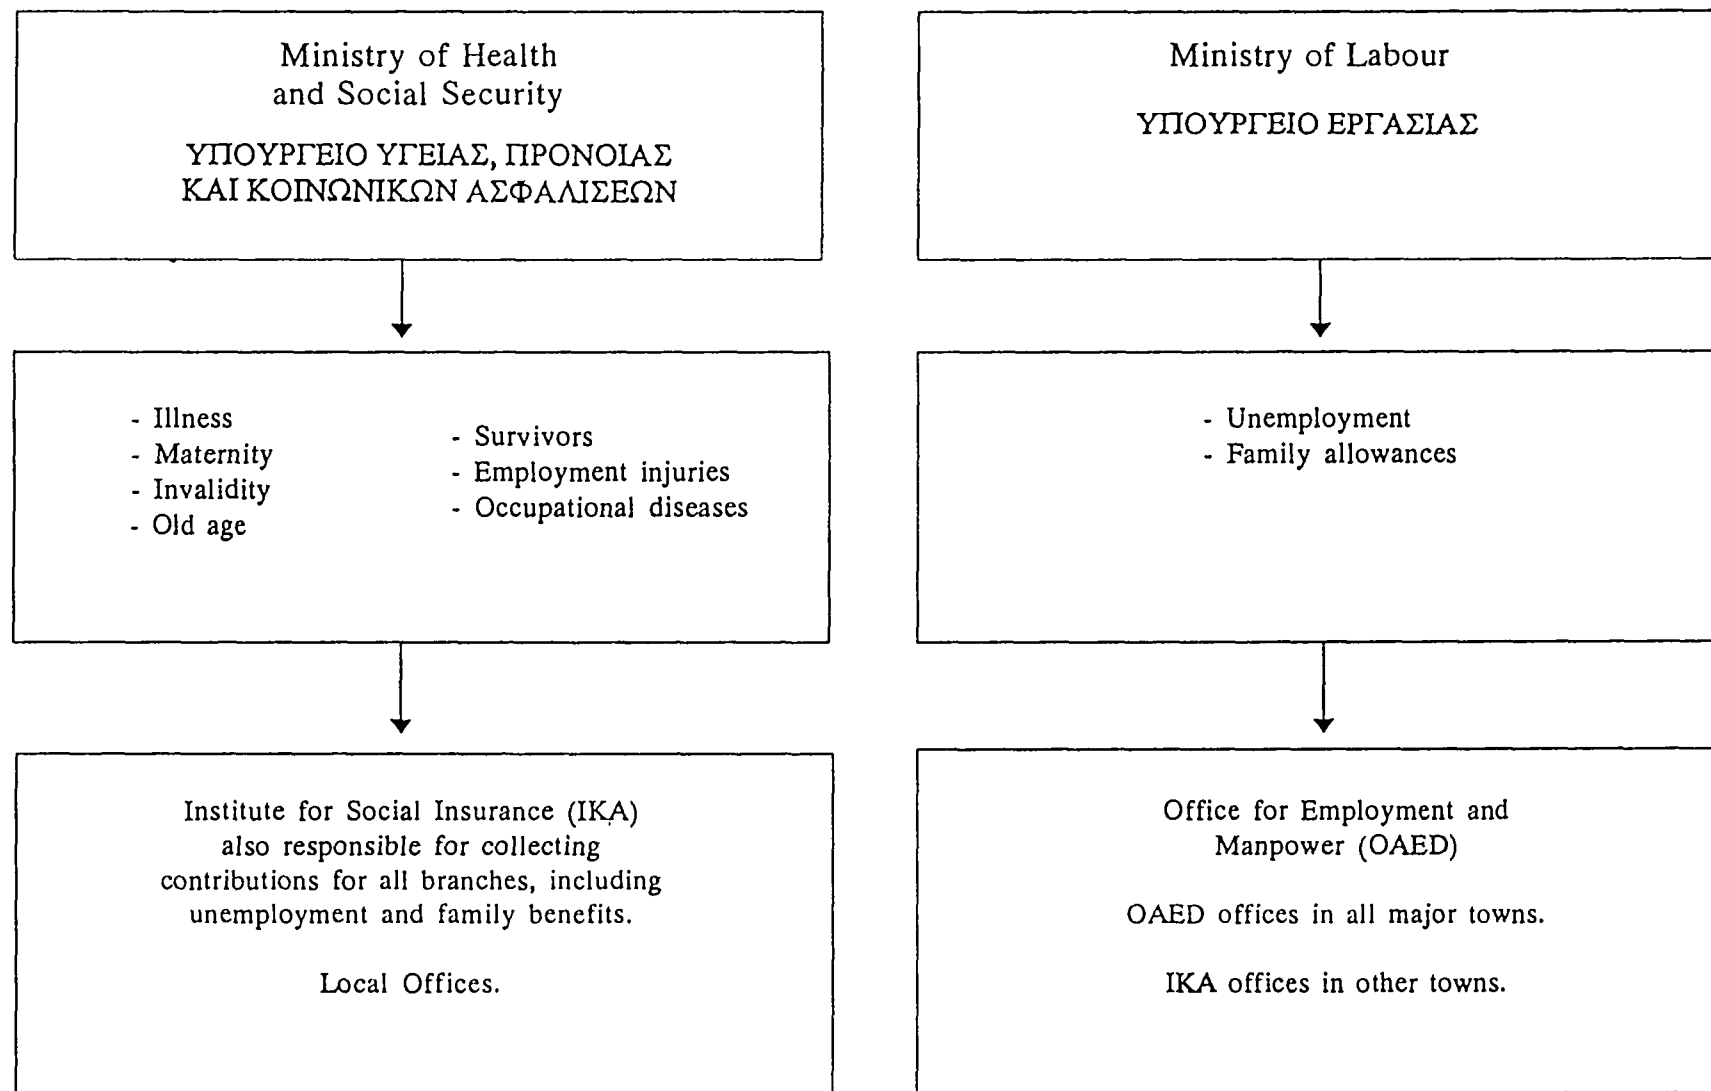 Ministry of Health
and Social Security
ΥΠΟΥΡΓΕΙΟ ΥΓΕΙΑΣ, ΠΡΟΝΟΙΑΣ
ΚΑΙ ΚΟΙΝΩΝΙΚΩΝ ΑΣΦΑΛΙΣΕΩΝ
Ministry of Labour
ΥΠΟΥΡΓΕΙΟ ΕΡΓΑΣΙΑΣ
- Illness
- Maternity
- Invalidity
- Old age
- Survivors
- Employment injuries
- Occupational diseases
- Unemployment
- Family allowances
Institute for Social Insurance (IKA)
also responsible for collecting
contributions for all branches, including
unemployment and family benefits.
Local Offices.
Office for Employment and
Manpower (OAED)
OAED offices in all major towns.
IKA offices in other towns.